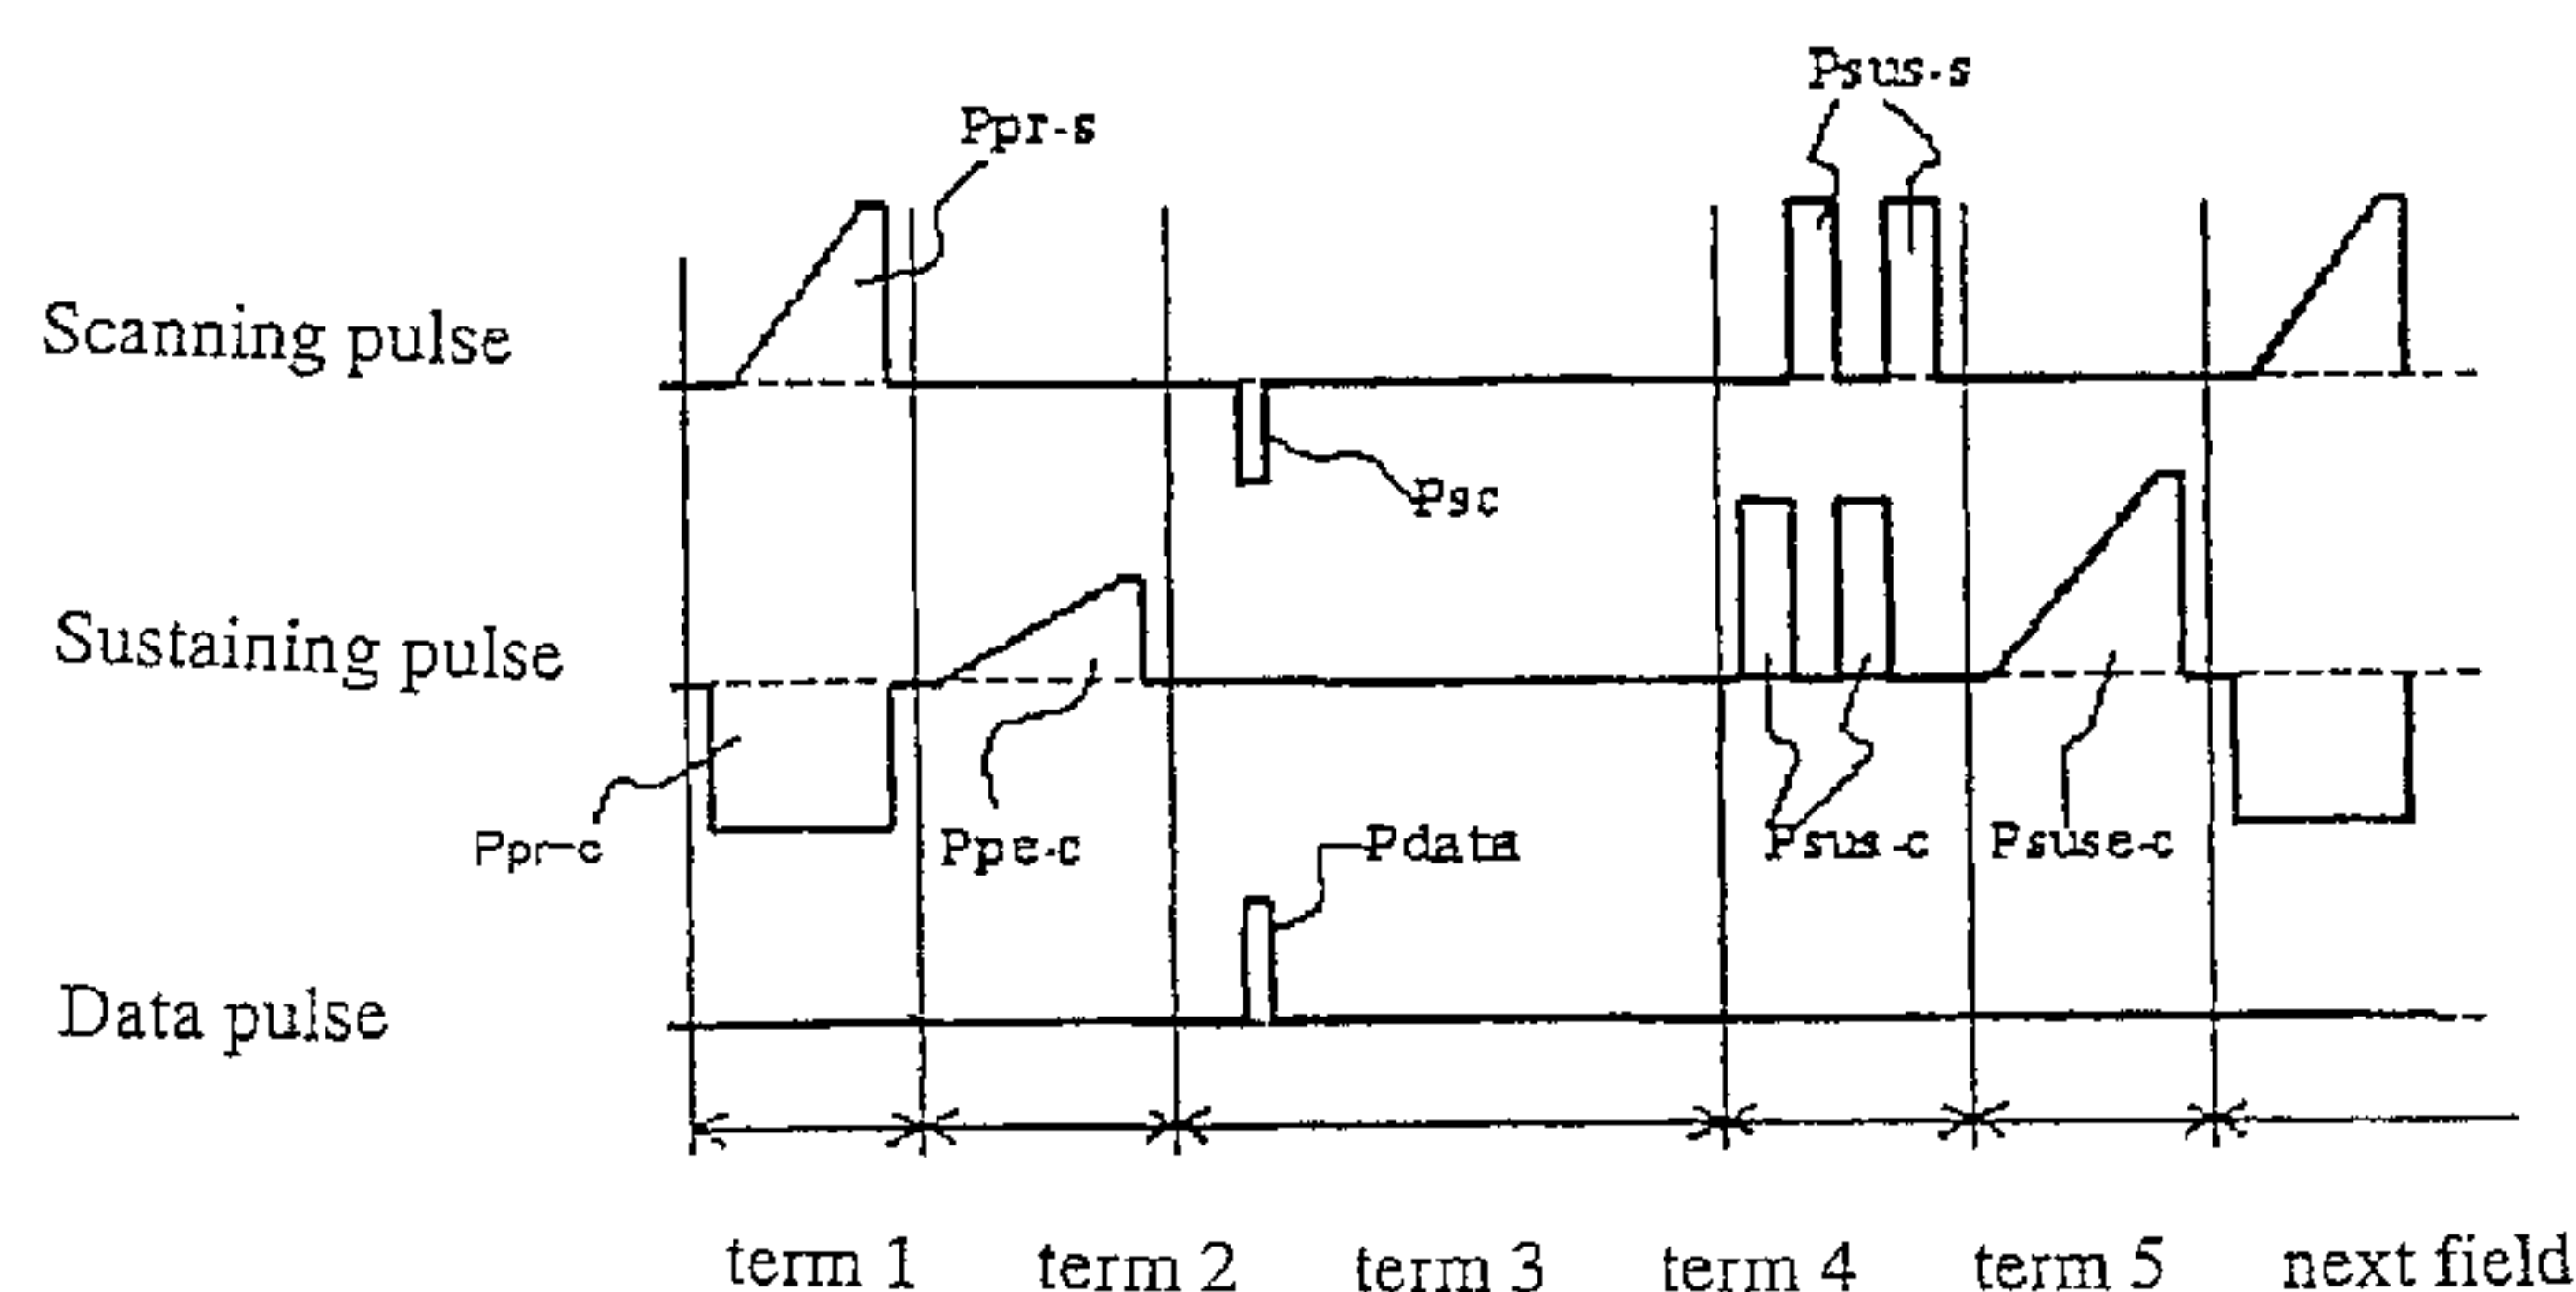 Psus-s
Ppr-s
Scanning pulse
Psc
Sustaining pulse
Ppr-c
Ppe-c
Pdata
Psus-c
Psuse-c
Data pulse
term 1
term 2
term 3
term 4
term 5
next field